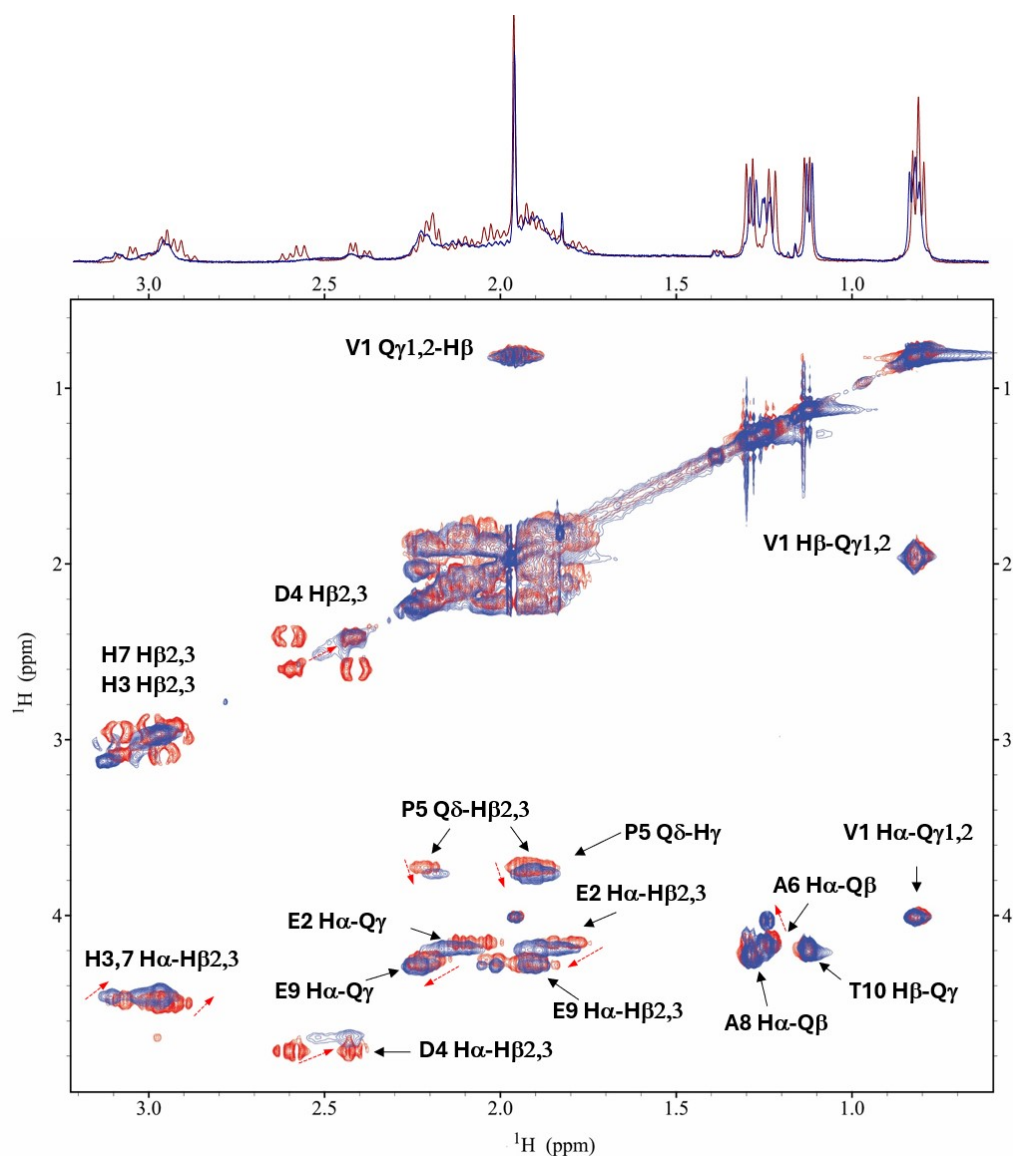 3.0 2.5 2.0 1.5 1.0
V1 Qγ1,2-Hβ
1
1
V1 Hβ-Qγ1,2
2
2
D4 Hβ2,3
H7 Hβ2,3
H3 Hβ2,3
¹H (ppm)
3
3
P5 Qδ-Hβ2,3
P5 Qδ-Hγ
V1 Hα-Qγ1,2
A6 Hα-Qβ
E2 Hα-Hβ2,3
4
4
E2 Hα-Qγ
H3,7 Hα-Hβ2,3
E9 Hα-Qγ
T10 Hβ-Qγ
E9 Hα-Hβ2,3
A8 Hα-Qβ
D4 Hα-Hβ2,3
3.0 2.5 2.0 1.5 1.0
¹H (ppm)